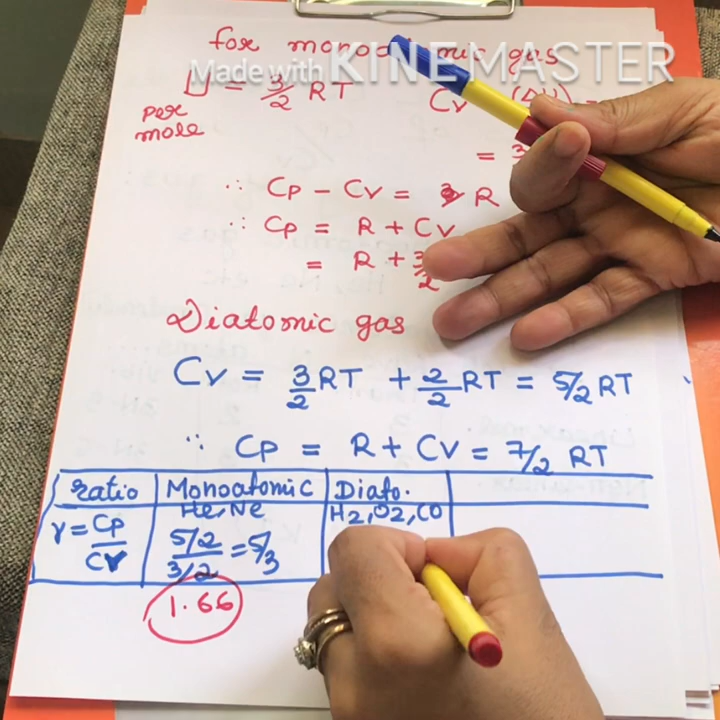 for monoatomic gas
Made with KINEMASTER
U = 3/2 RT Cv (ΔU) =
per mole
= 3
∴ Cp - Cv = R
∴ Cp = R + Cv
= R + 3/2
Diatomic gas
Cv = 3/2 RT + 2/2 RT = 5/2 RT
∵ Cp = R + Cv = 7/2 RT
Ratio Monoatomic Diato.
He, Ne H2, O2, CO
γ = Cp/Cv 5/2 / 3/2 = 5/3
1.66